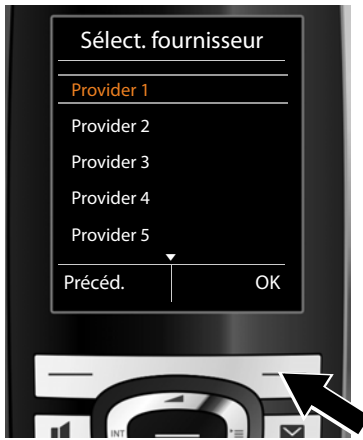 Sélect. fournisseur
Provider 1
Provider 2
Provider 3
Provider 4
Provider 5
Précéd. OK
INT